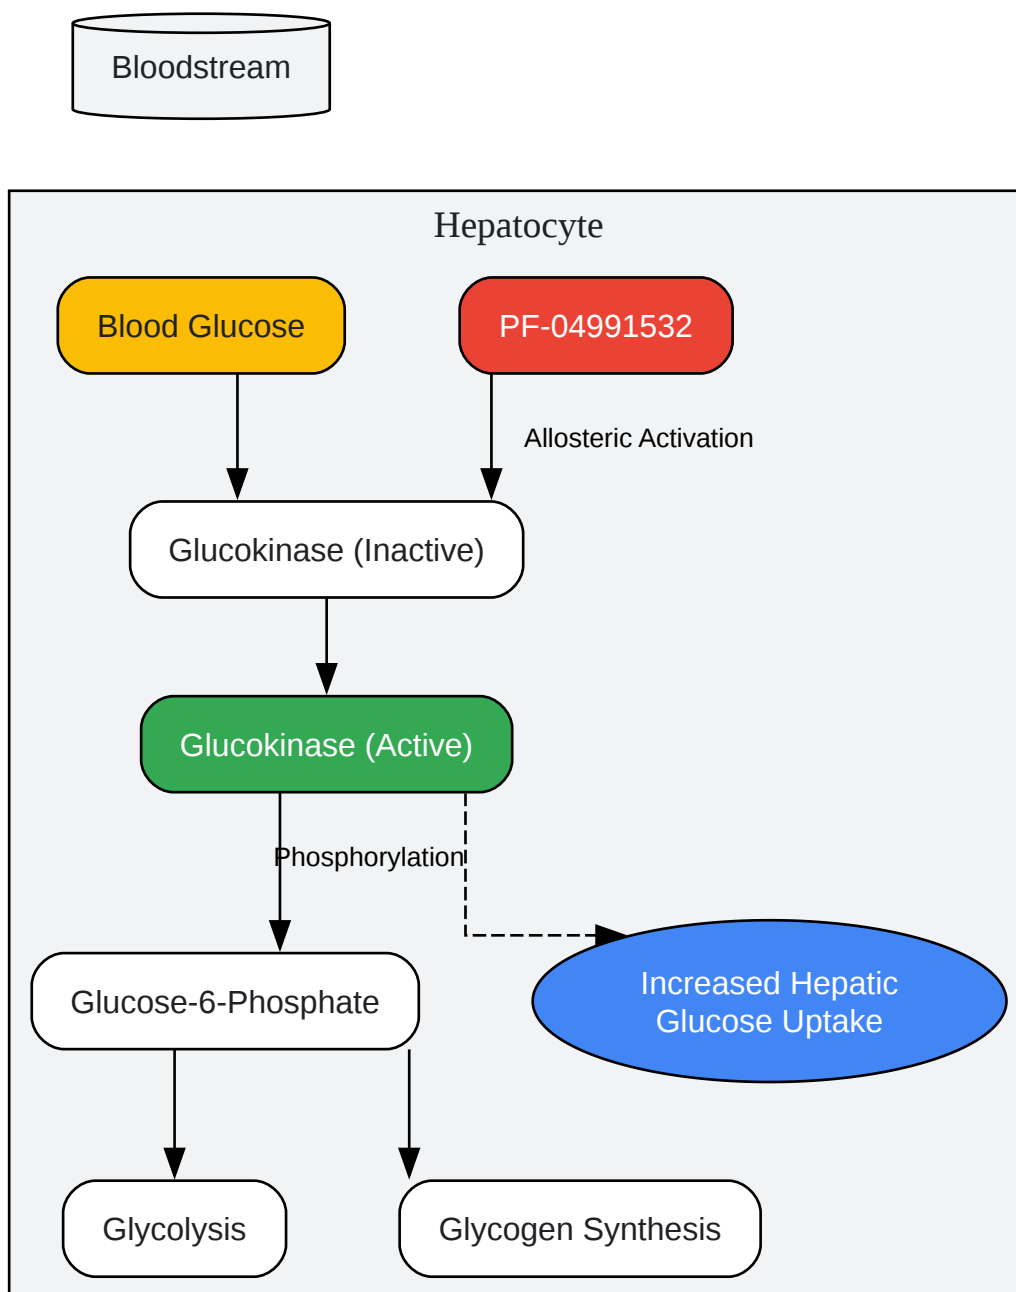 Bloodstream
Hepatocyte
Blood Glucose
PF-04991532
Allosteric Activation
Glucokinase (Inactive)
Glucokinase (Active)
Phosphorylation
Glucose-6-Phosphate
Increased Hepatic
Glucose Uptake
Glycolysis
Glycogen Synthesis